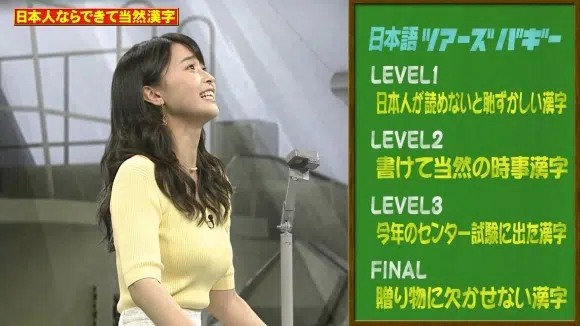 日本人ならできて当然漢字
日本語ツアーズバギー
LEVEL1
日本人が読めないと恥ずかしい漢字
LEVEL2
書けて当然の時事漢字
LEVEL3
今年のセンター試験に出た漢字
FINAL
贈り物に欠かせない漢字